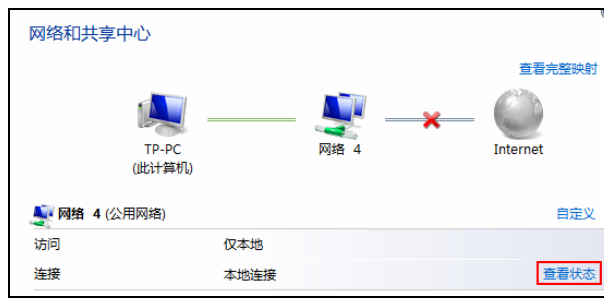 网络和共享中心
查看完整映射
TP-PC
(此计算机)
网络 4
Internet
网络 4 (公用网络)
自定义
访问
仅本地
连接
本地连接
查看状态